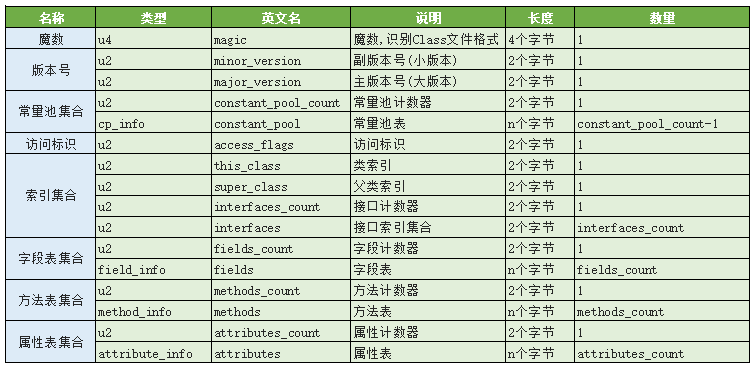 名称 类型 英文名 说明 长度 数量
魔数 u4 magic 魔数,识别Class文件格式 4个字节 1
版本号 u2 minor_version 副版本号(小版本) 2个字节 1
u2 major_version 主版本号(大版本) 2个字节 1
常量池集合 u2 constant_pool_count 常量池计数器 2个字节 1
cp_info constant_pool 常量池表 n个字节 constant_pool_count-1
访问标识 u2 access_flags 访问标识 2个字节 1
索引集合 u2 this_class 类索引 2个字节 1
u2 super_class 父类索引 2个字节 1
u2 interfaces_count 接口计数器 2个字节 1
u2 interfaces 接口索引集合 2个字节 interfaces_count
字段表集合 u2 fields_count 字段计数器 2个字节 1
field_info fields 字段表 n个字节 fields_count
方法表集合 u2 methods_count 方法计数器 2个字节 1
method_info methods 方法表 n个字节 methods_count
属性表集合 u2 attributes_count 属性计数器 2个字节 1
attribute_info attributes 属性表 n个字节 attributes_count